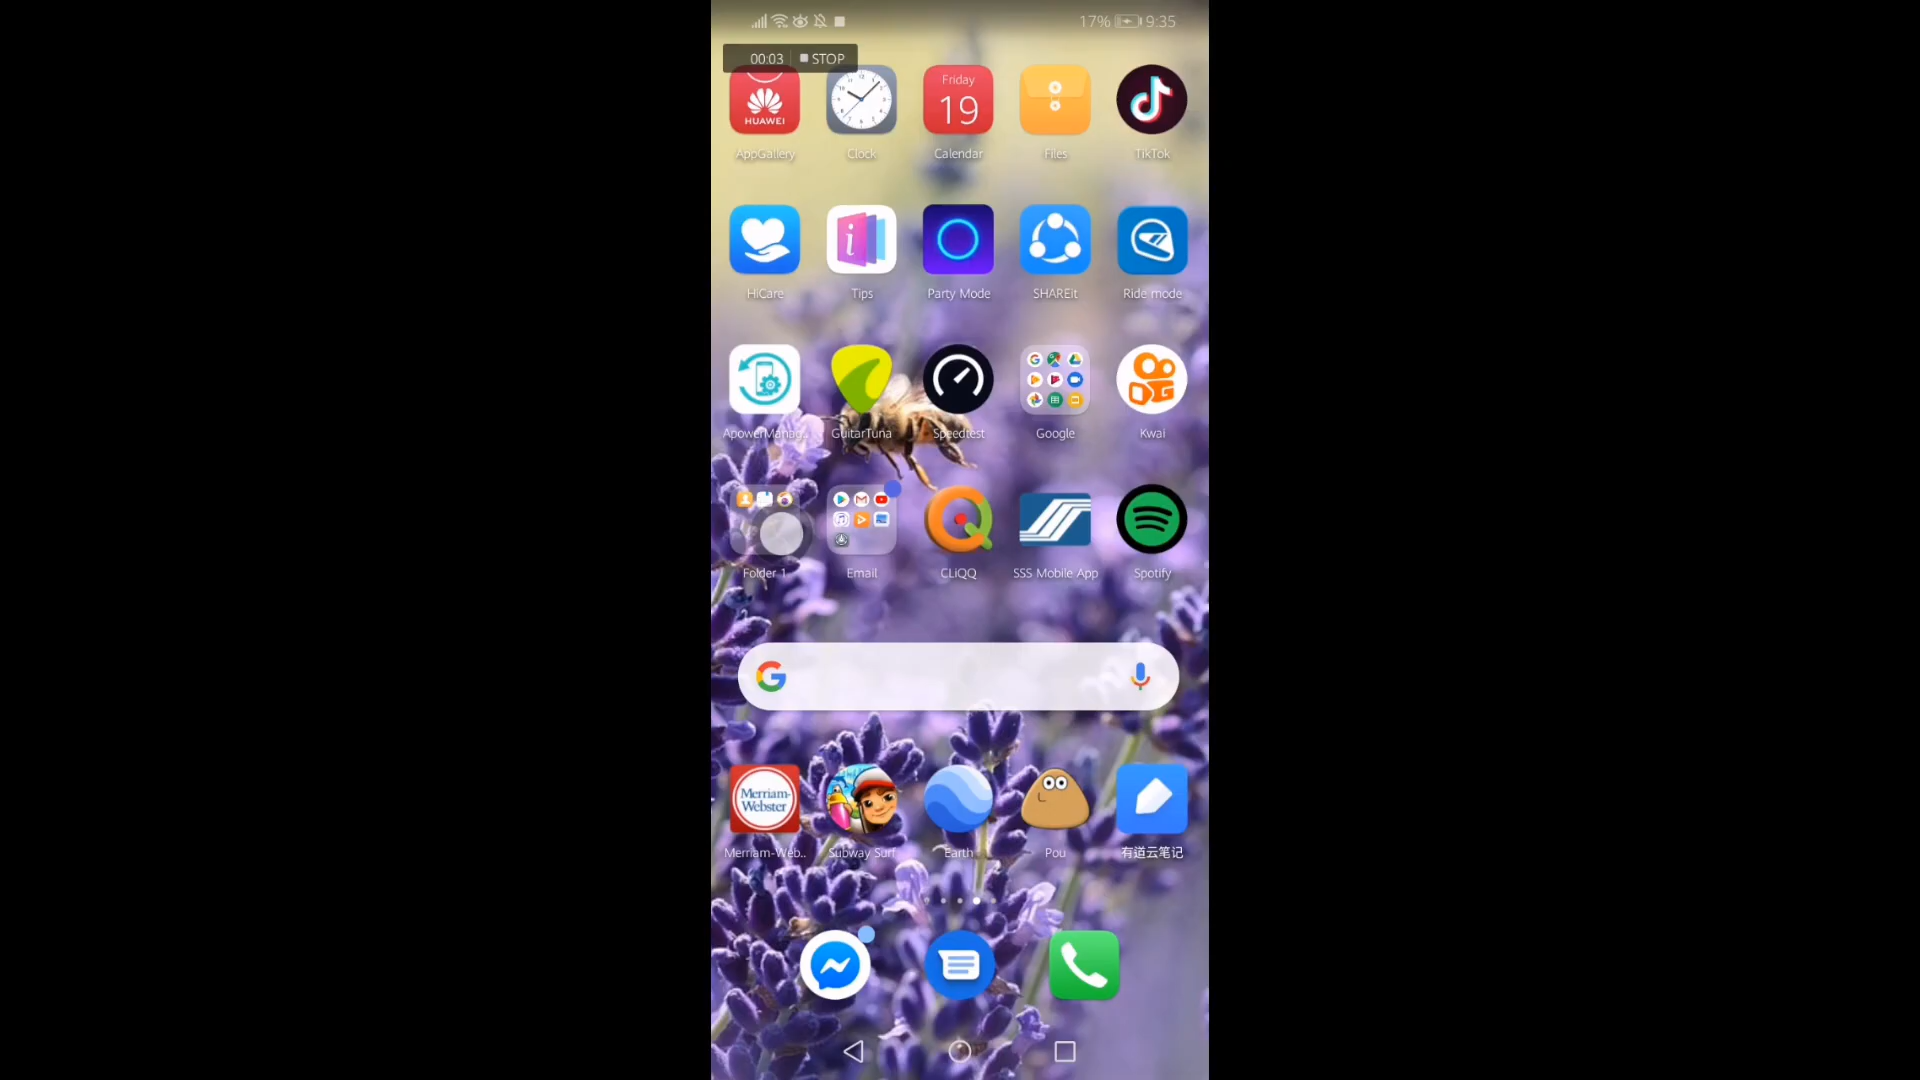 17% 9:35
00:03 STOP
Friday
19
HUAWEI
AppGallery Clock Calendar Files TikTok
HiCare Tips Party Mode SHAREit Ride mode
ApowerManag.. GuitarTuna Speedtest Google Kwai
Folder 1 Email CLiQQ SSS Mobile App Spotify
Merriam-
Webster
Merriam-Web.. Subway Surf Earth Pou 有道云笔记